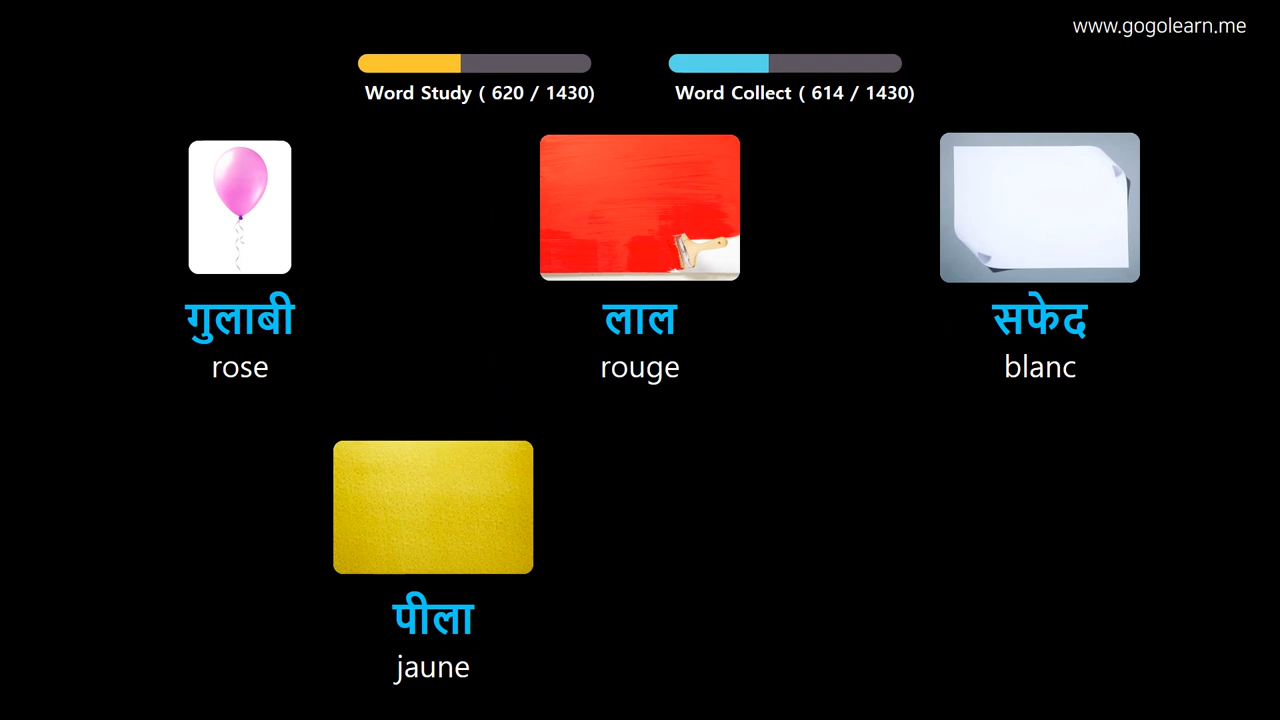 www.gogolearn.me
Word Study ( 620 / 1430)
Word Collect ( 614 / 1430)
गुलाबी
rose
लाल
rouge
सफेद
blanc
पीला
jaune